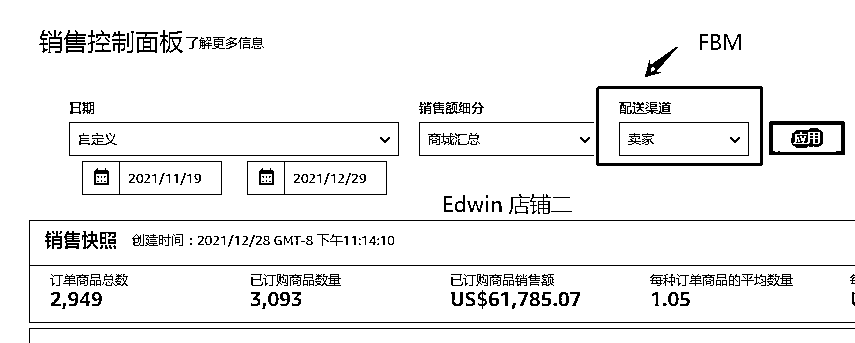 FBM
销售控制面板 了解更多信息
日期 销售额细分 配送渠道
自定义 商城汇总 卖家 应用
2021/11/19 2021/12/29
Edwin 店铺二
销售快照 创建时间：2021/12/28 GMT-8 下午11:14:10
订单商品总数 已订购商品数量 已订购商品销售额 每种订单商品的平均数量
2,949 3,093 US$61,785.07 1.05